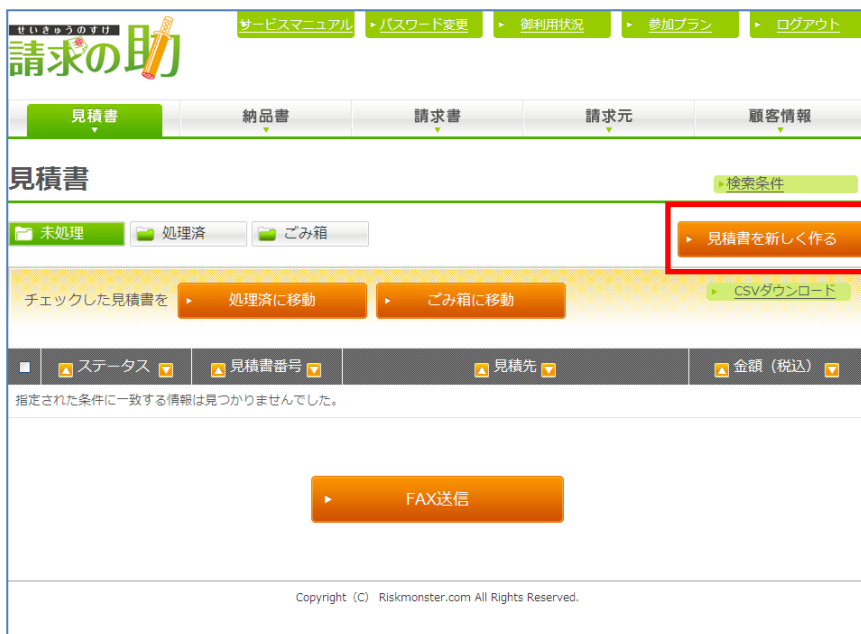 サービスマニュアル パスワード変更 御利用状況 参加プラン ログアウト
せいきゅうのすけ
請求の助
見積書 納品書 請求書 請求元 顧客情報
見積書
検索条件
未処理 処理済 ごみ箱
見積書を新しく作る
チェックした見積書を 処理済に移動 ごみ箱に移動
CSVダウンロード
ステータス 見積書番号 見積先 金額（税込）
指定された条件に一致する情報は見つかりませんでした。
FAX送信
Copyright（C） Riskmonster.com All Rights Reserved.